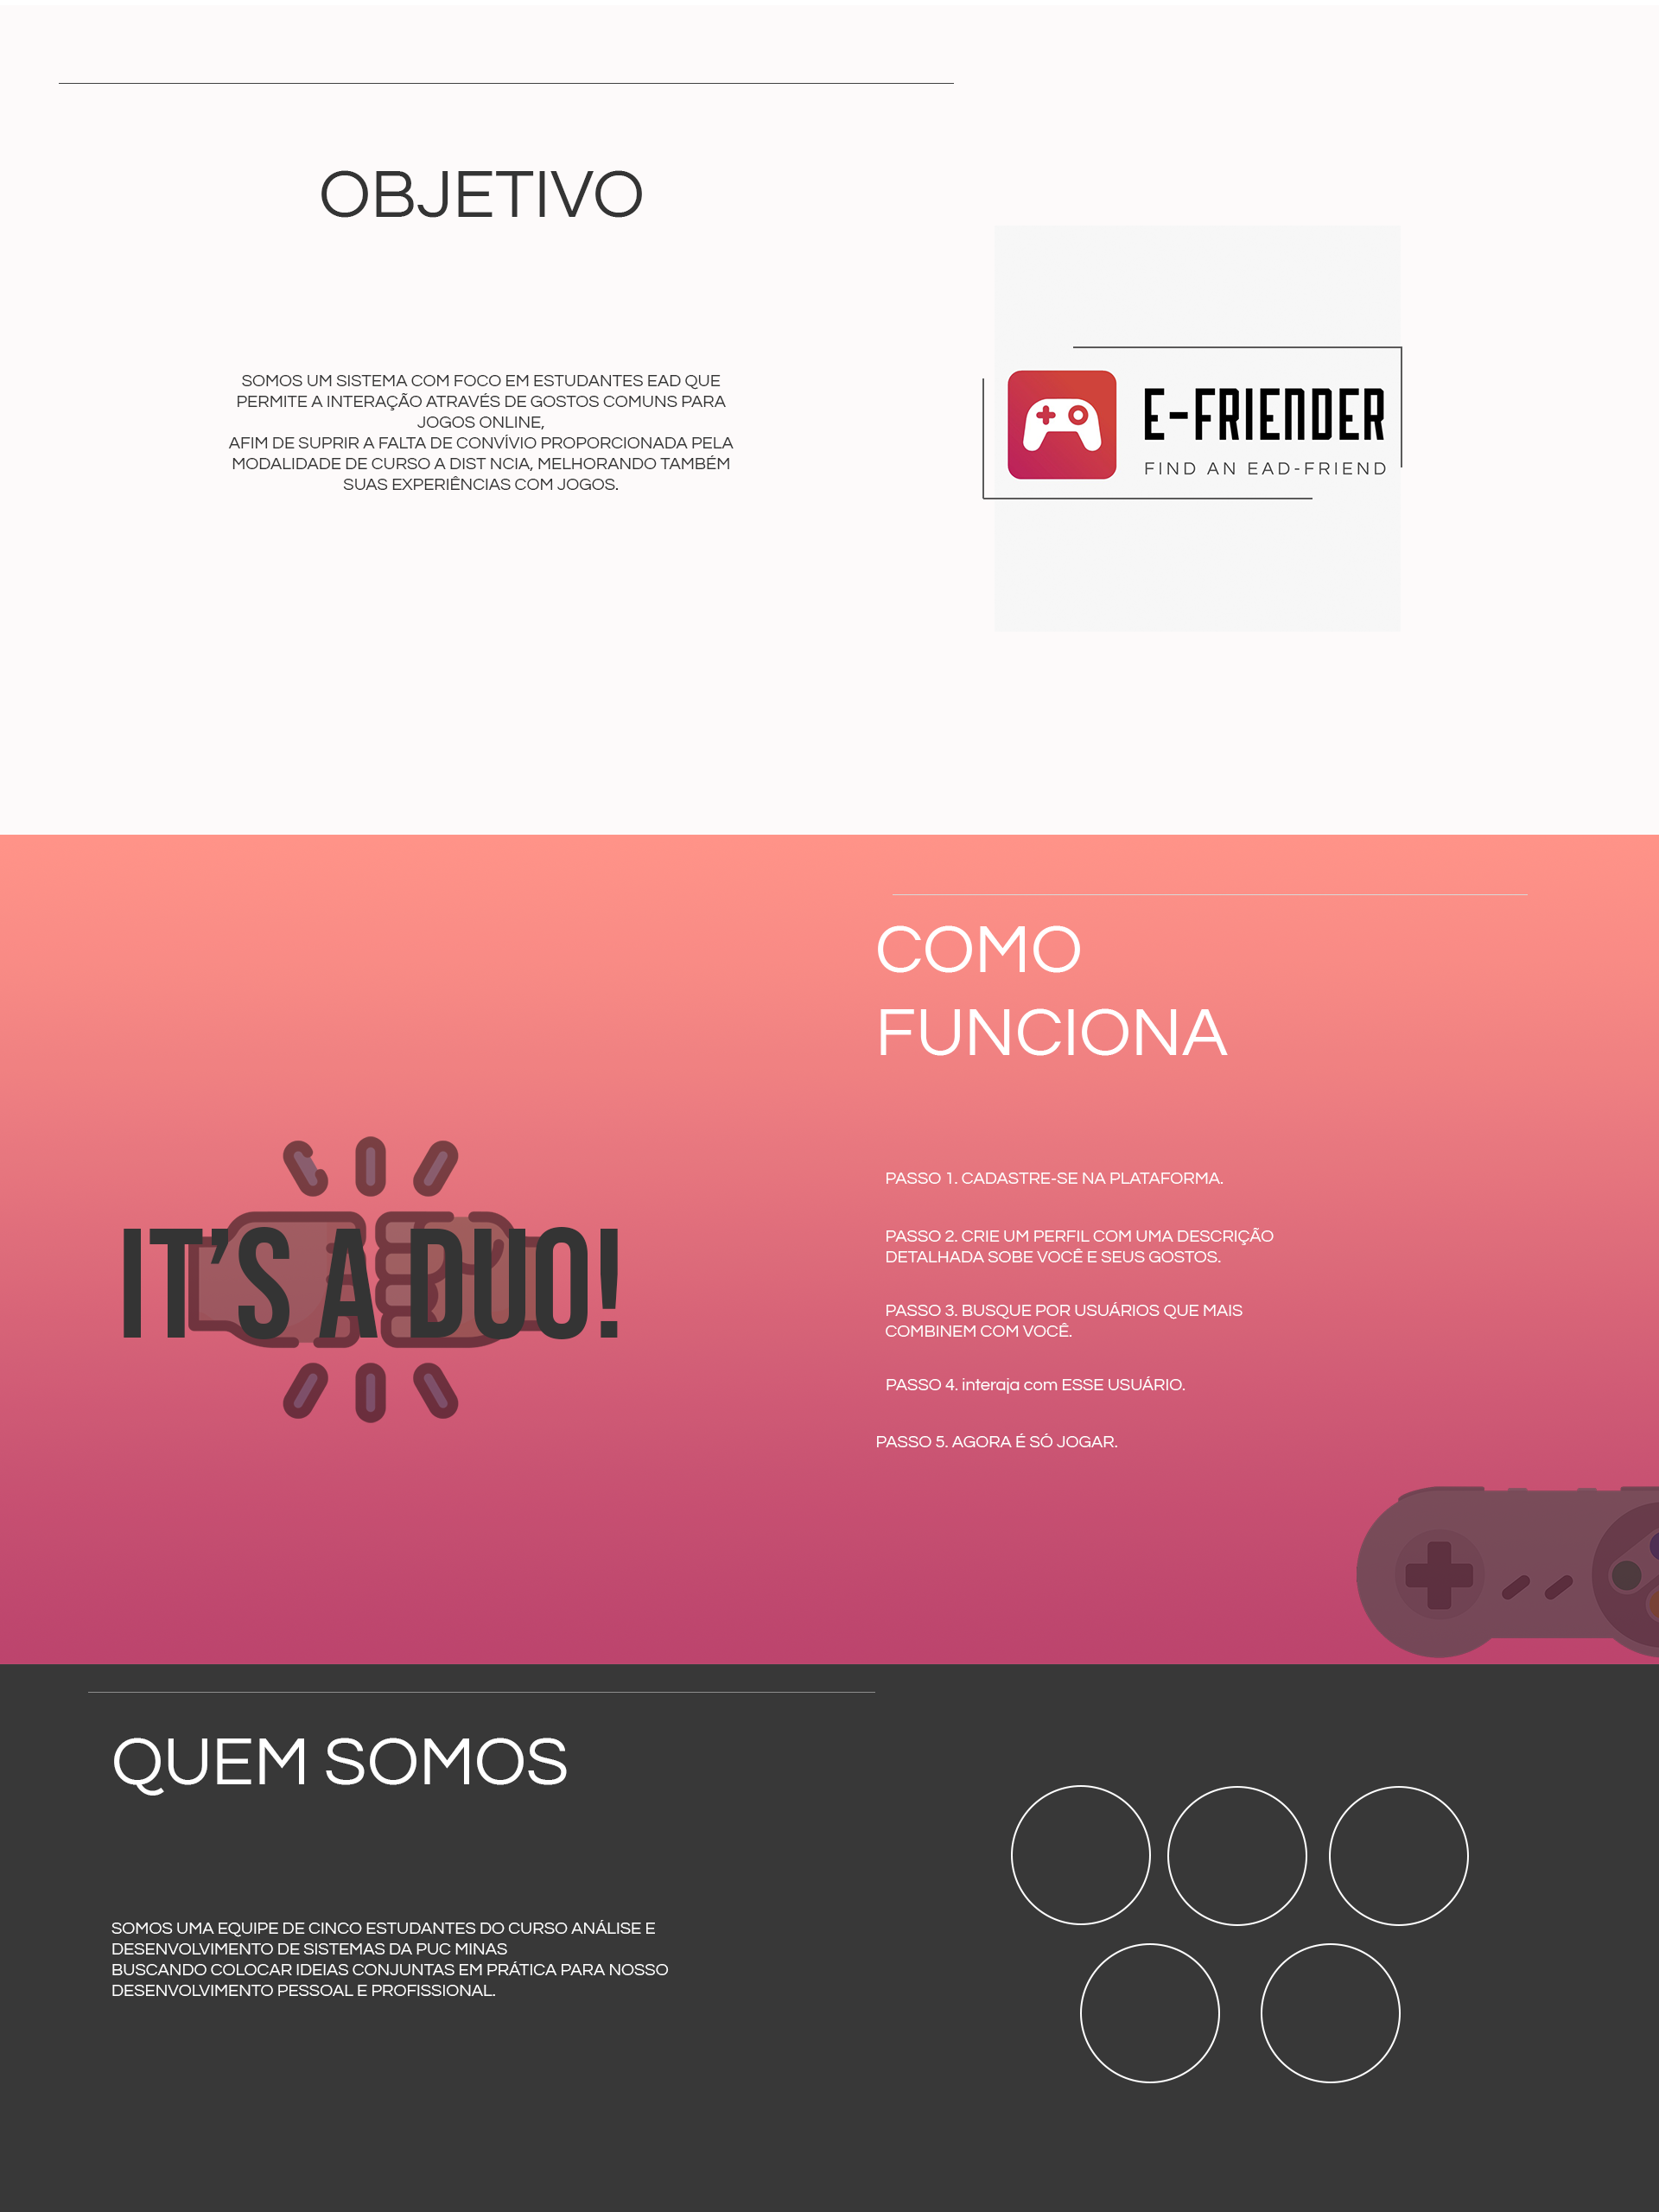 OBJETIVO
SOMOS UM SISTEMA COM FOCO EM ESTUDANTES EAD QUE
PERMITE A INTERAÇÃO ATRAVÉS DE GOSTOS COMUNS PARA
JOGOS ONLINE,
AFIM DE SUPRIR A FALTA DE CONVÍVIO PROPORCIONADA PELA
MODALIDADE DE CURSO A DIST NCIA, MELHORANDO TAMBÉM
SUAS EXPERIÊNCIAS COM JOGOS.
E-FRIENDER
FIND AN EAD-FRIEND
COMO
FUNCIONA
IT'S A DUO!
PASSO 1. CADASTRE-SE NA PLATAFORMA.
PASSO 2. CRIE UM PERFIL COM UMA DESCRIÇÃO
DETALHADA SOBE VOCÊ E SEUS GOSTOS.
PASSO 3. BUSQUE POR USUÁRIOS QUE MAIS
COMBINEM COM VOCÊ.
PASSO 4. interaja com ESSE USUÁRIO.
PASSO 5. AGORA É SÓ JOGAR.
QUEM SOMOS
SOMOS UMA EQUIPE DE CINCO ESTUDANTES DO CURSO ANÁLISE E
DESENVOLVIMENTO DE SISTEMAS DA PUC MINAS
BUSCANDO COLOCAR IDEIAS CONJUNTAS EM PRÁTICA PARA NOSSO
DESENVOLVIMENTO PESSOAL E PROFISSIONAL.